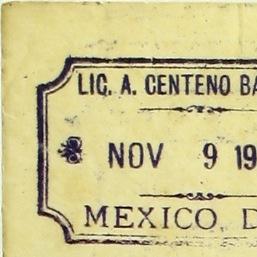 LIC. A. CENTENO BA
NOV 9 19
MEXICO, D